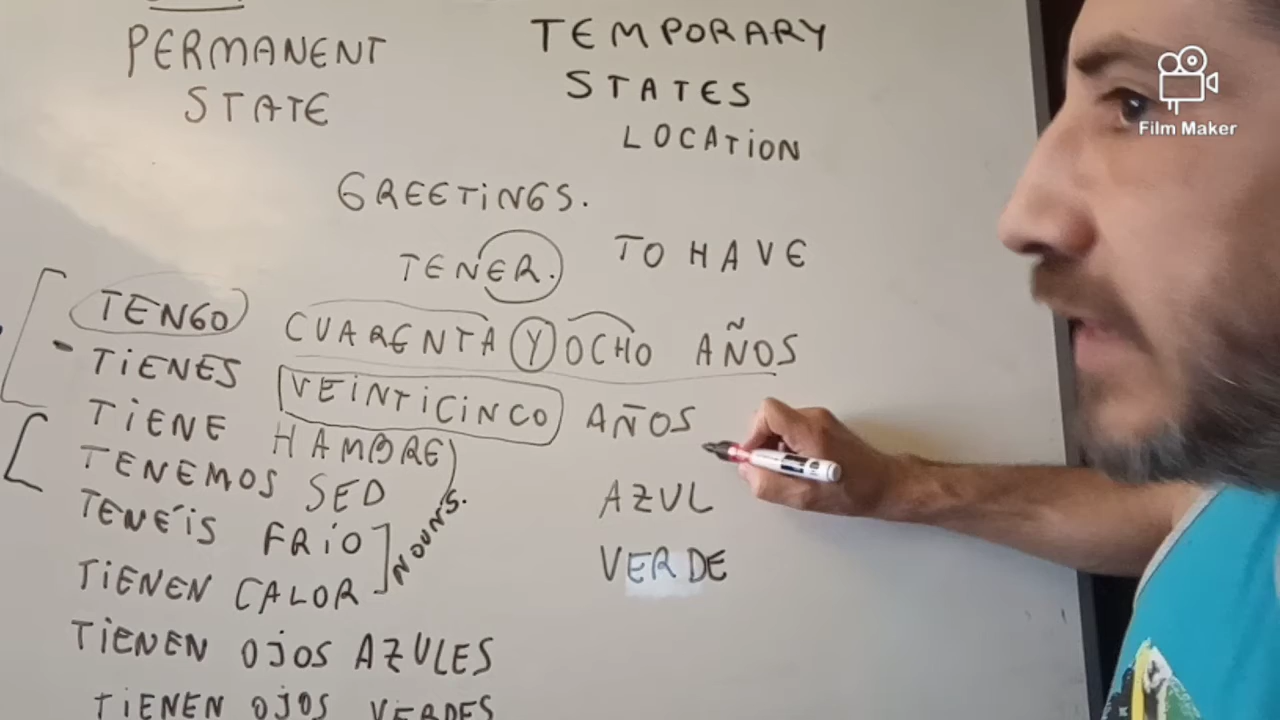 PERMANENT
STATE
TEMPORARY
STATES
LOCATION
Film Maker
GREETINGS.
TENER. TO HAVE
TENGO CUARENTA Y OCHO AÑOS
TIENES VEINTICINCO AÑOS
TIENE HAMBRE
TENEMOS SED
TENÉIS FRIO
TIENEN CALOR
NOUNS.
TIENEN OJOS AZULES
TIENEN OJOS VERDES
AZUL
VERDE